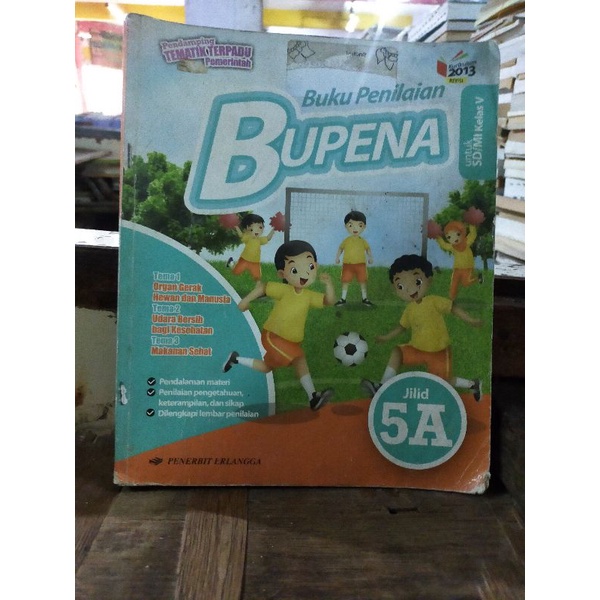 Pendamping
TEMATIK TERPADU
Pemerintah
Kurikulum
2013
REVISI
Buku Penilaian
BUPENA
untuk
SD/MI Kelas V
Tema 1
Organ Gerak
Hewan dan Manusia
Tema 2
Udara Bersih
bagi Kesehatan
Tema 3
Makanan Sehat
Pendalaman materi
Penilaian pengetahuan,
keterampilan, dan sikap
Dilengkapi lembar penilaian
Jilid
5A
PENERBIT ERLANGGA